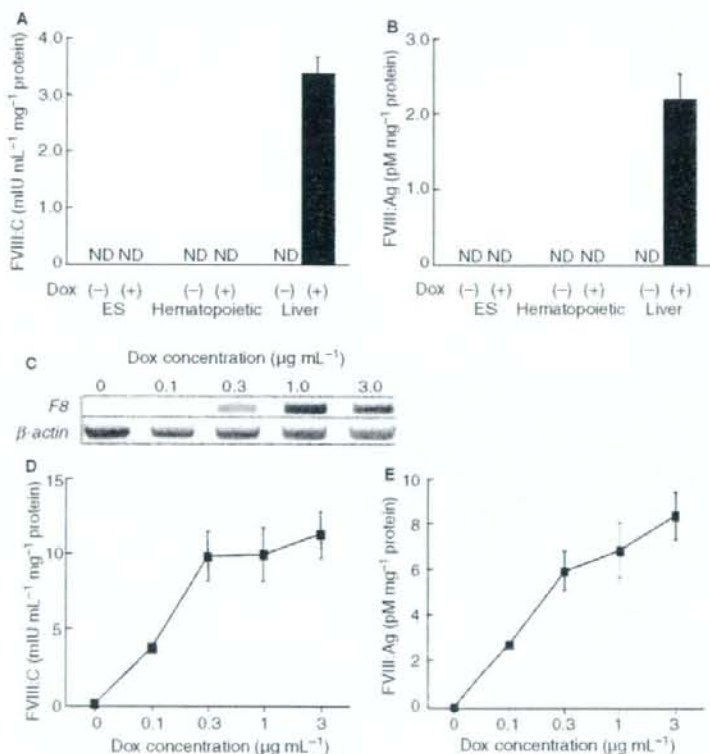 A
FVIII:C (mIU mL⁻¹ mg⁻¹ protein)
4.0
3.0
2.0
1.0
0
ND ND ND ND ND
Dox (−) (+) (−) (+) (−) (+)
ES Hematopoietic Liver
B
FVIII:Ag (pM mg⁻¹ protein)
3.0
2.0
1.0
0
ND ND ND ND ND
Dox (−) (+) (−) (+) (−) (+)
ES Hematopoietic Liver
C
Dox concentration (µg mL⁻¹)
0 0.1 0.3 1.0 3.0
F8
β-actin
D
FVIII:C (mIU mL⁻¹ mg⁻¹ protein)
15
10
5
0
0 0.1 0.3 1 3
Dox concentration (µg mL⁻¹)
E
FVIII:Ag (pM mg⁻¹ protein)
10
8
6
4
2
0
0 0.1 0.3 1 3
Dox concentration (µg mL⁻¹)